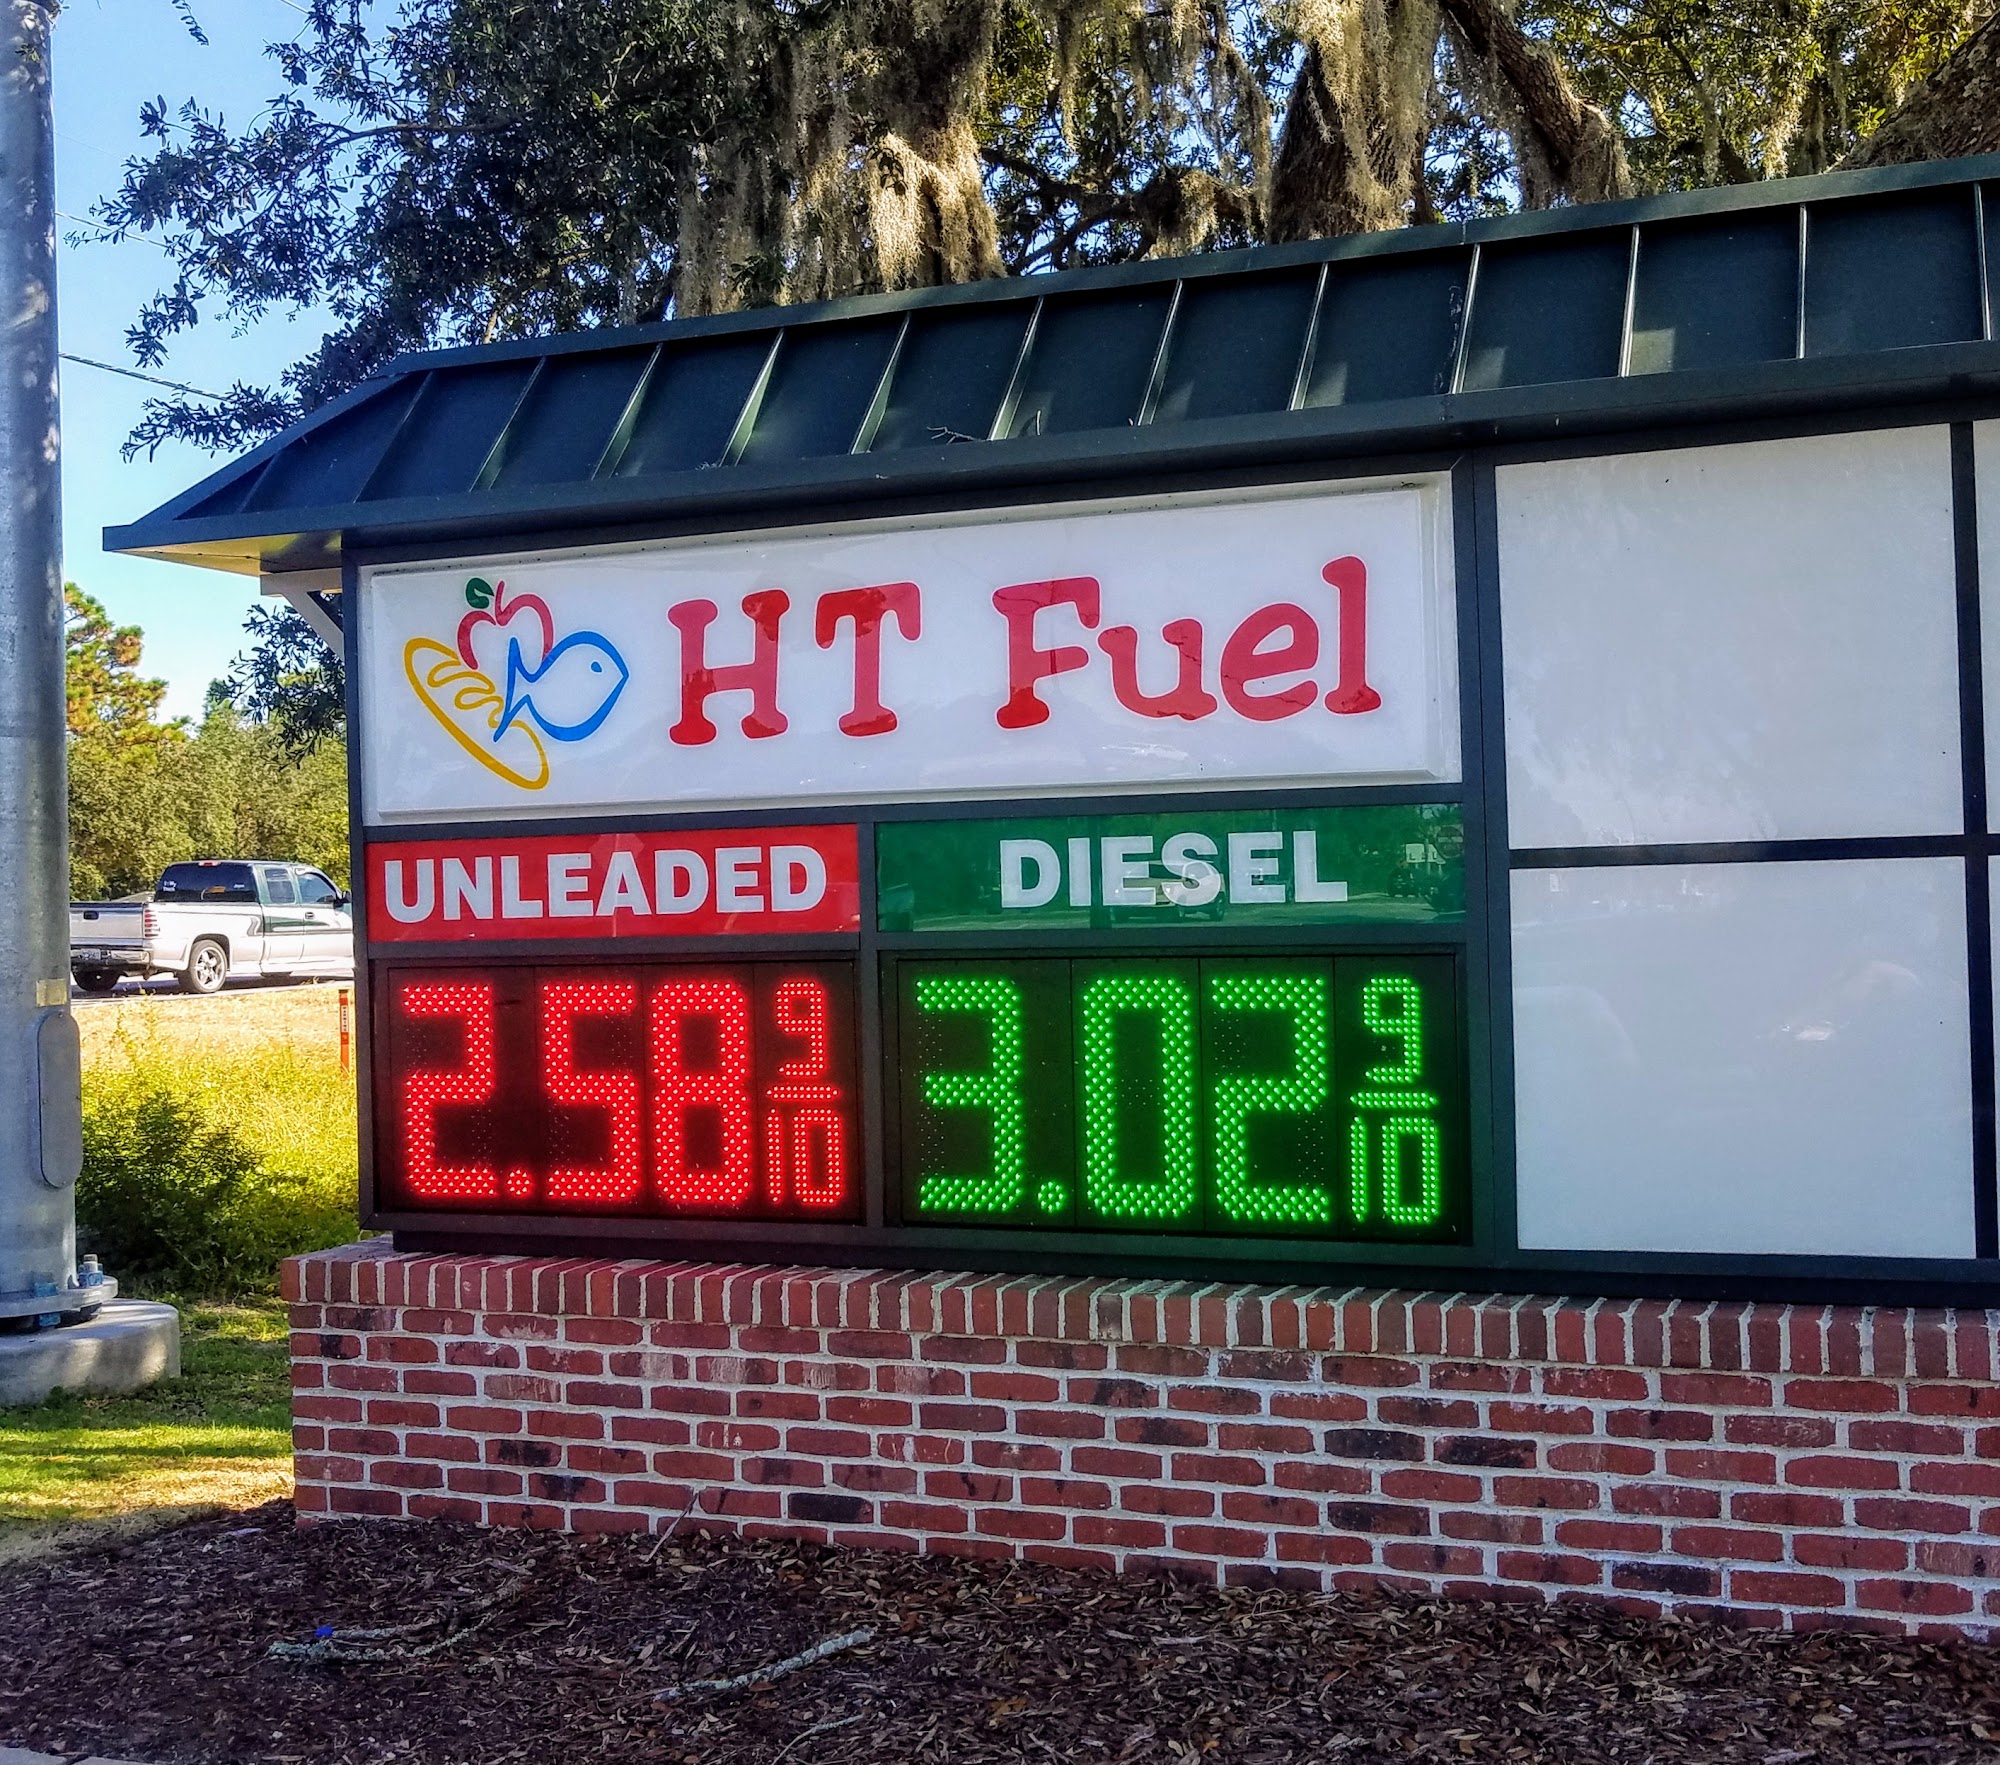 HT Fuel
UNLEADED DIESEL
2.58 9/10 3.02 9/10